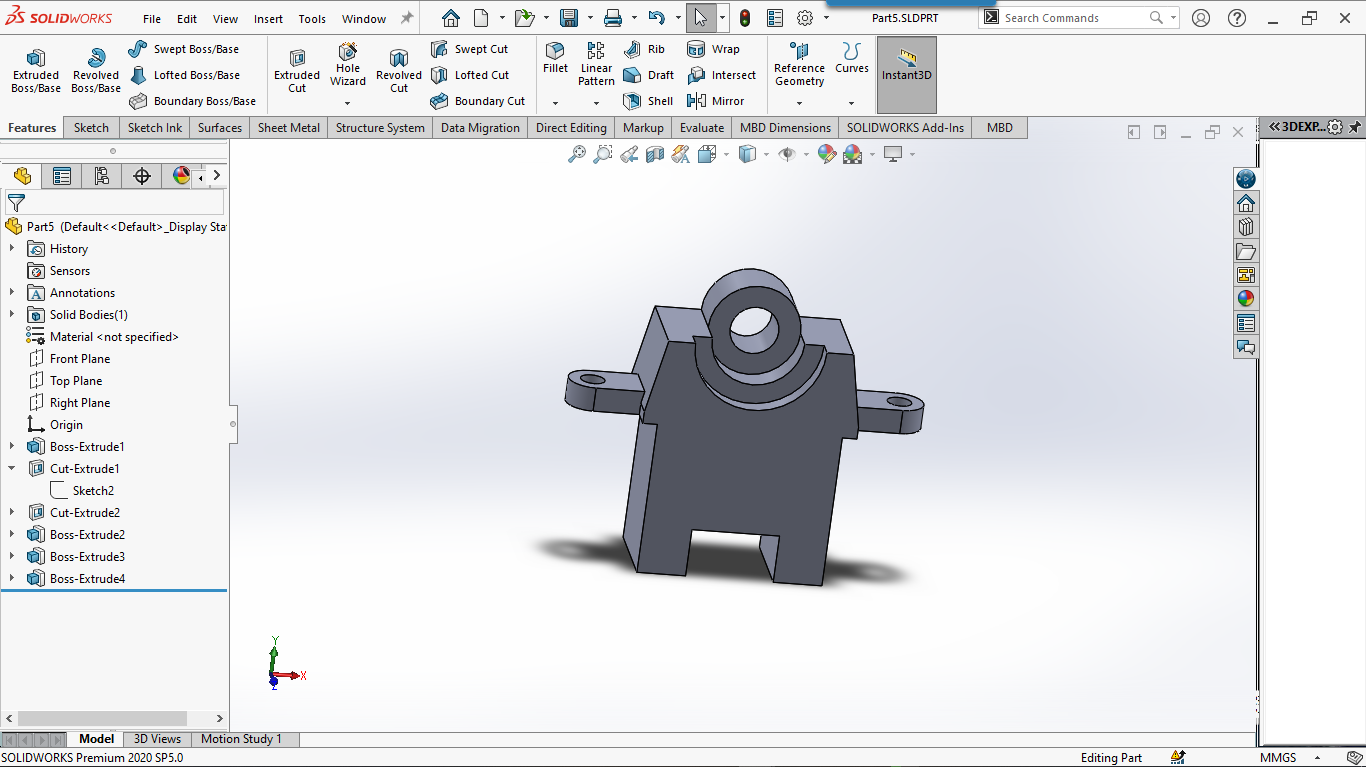 SOLIDWORKS File Edit View Insert Tools Window Part5.SLDPRT Search Commands
Extruded Boss/Base
Revolved Boss/Base
Swept Boss/Base
Lofted Boss/Base
Boundary Boss/Base
Extruded Cut
Hole Wizard
Revolved Cut
Swept Cut
Lofted Cut
Boundary Cut
Fillet
Linear Pattern
Rib
Draft
Shell
Wrap
Intersect
Mirror
Reference Geometry
Curves
Instant3D
Features Sketch Sketch Ink Surfaces Sheet Metal Structure System Data Migration Direct Editing Markup Evaluate MBD Dimensions SOLIDWORKS Add-Ins MBD
3DEXP...
Part5 (Default<<Default>_Display Sta
History
Sensors
Annotations
Solid Bodies(1)
Material <not specified>
Front Plane
Top Plane
Right Plane
Origin
Boss-Extrude1
Cut-Extrude1
Sketch2
Cut-Extrude2
Boss-Extrude2
Boss-Extrude3
Boss-Extrude4
Y
X
Z
Model 3D Views Motion Study 1
SOLIDWORKS Premium 2020 SP5.0 Editing Part MMGS